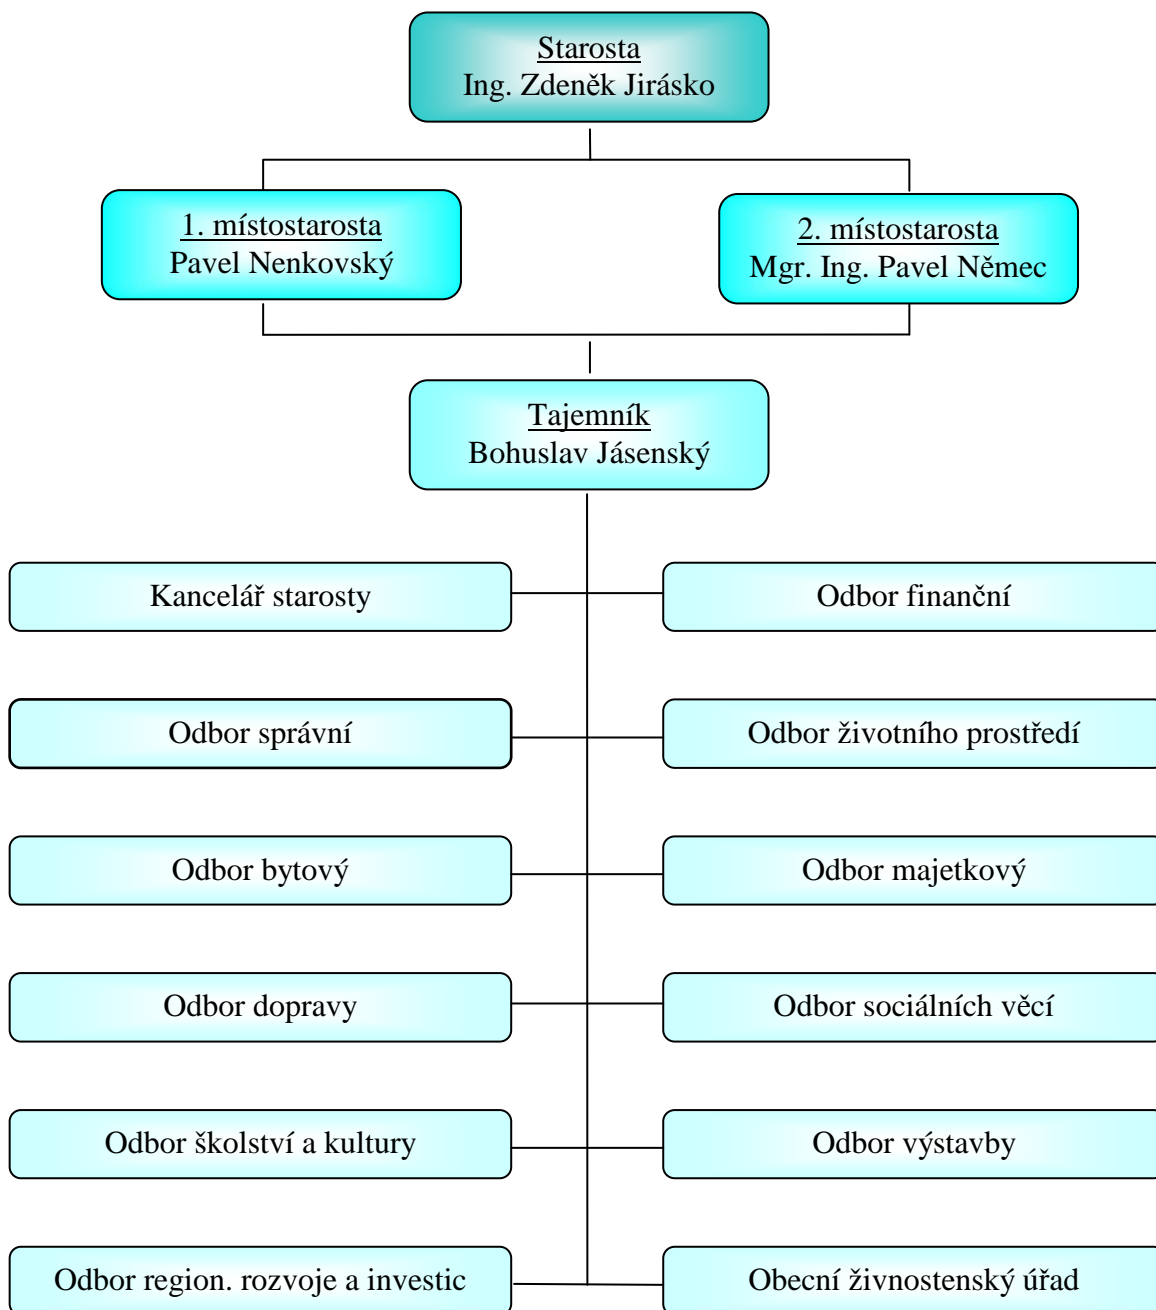 Starosta
Ing. Zdeněk Jirásko
1. místostarosta
Pavel Nenkovský
2. místostarosta
Mgr. Ing. Pavel Němec
Tajemník
Bohuslav Jásenský
Kancelář starosty
Odbor finanční
Odbor správní
Odbor životního prostředí
Odbor bytový
Odbor majetkový
Odbor dopravy
Odbor sociálních věcí
Odbor školství a kultury
Odbor výstavby
Odbor region. rozvoje a investic
Obecní živnostenský úřad